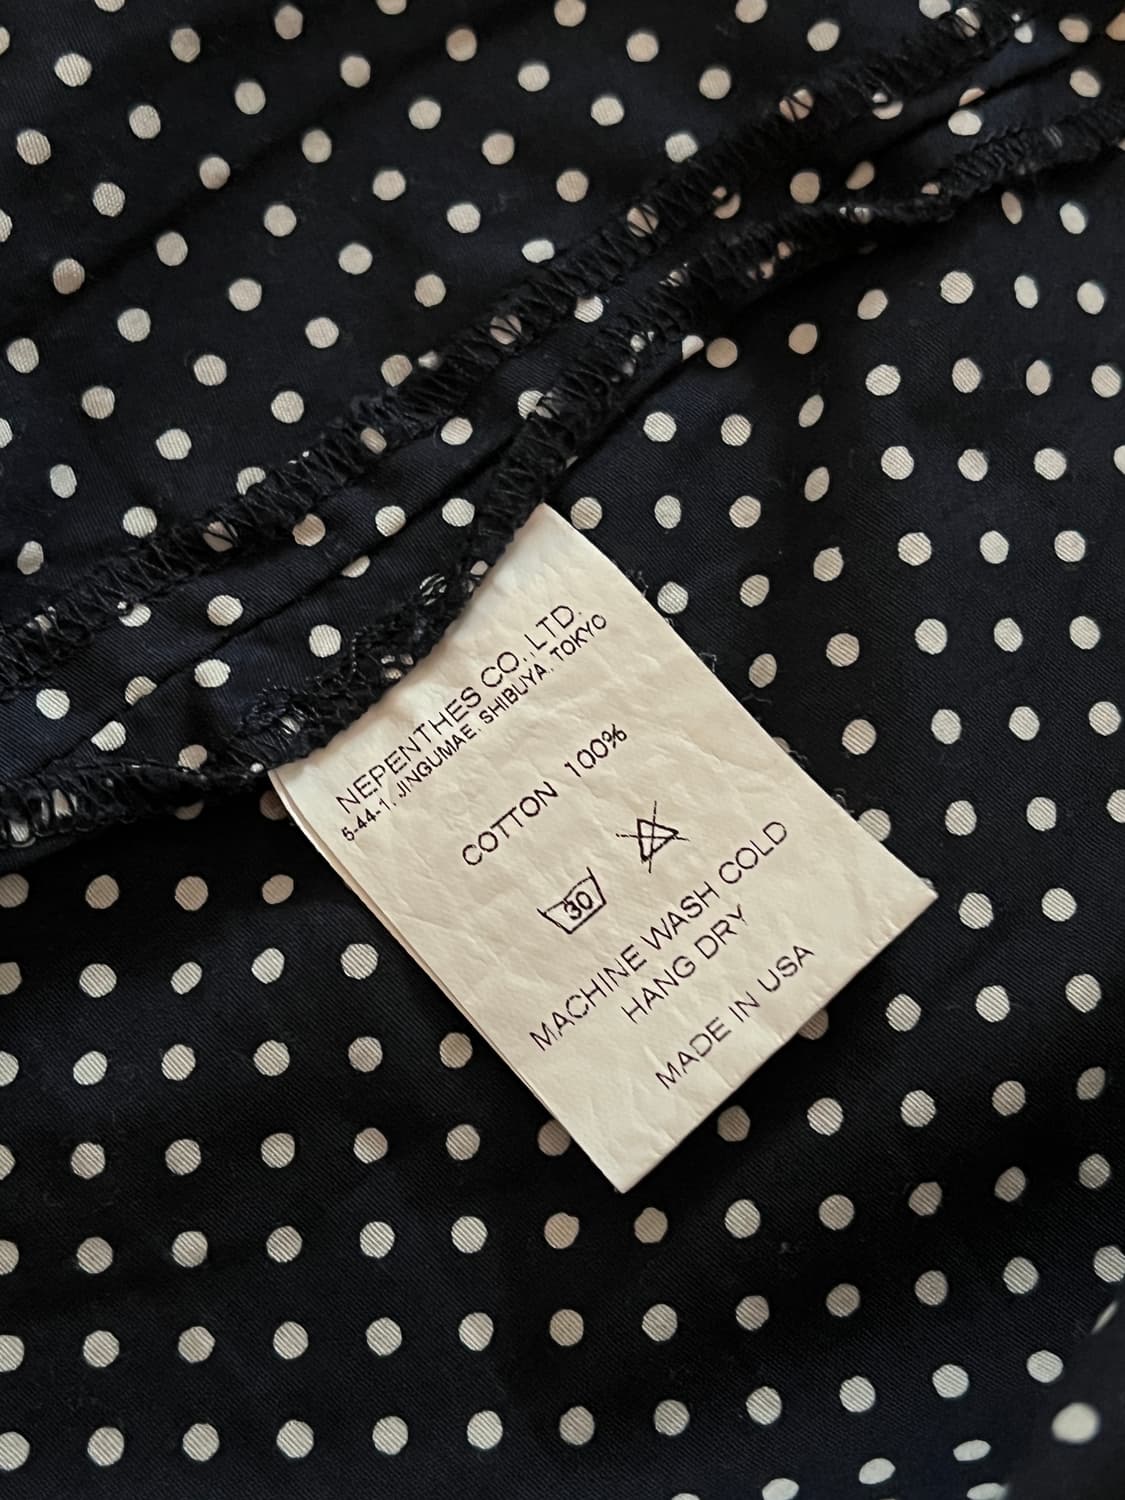 NEPENTHES CO., LTD.
5-44-1, JINGUMAE, SHIBUYA, TOKYO
COTTON 100%
30
MACHINE WASH COLD
HANG DRY
MADE IN USA